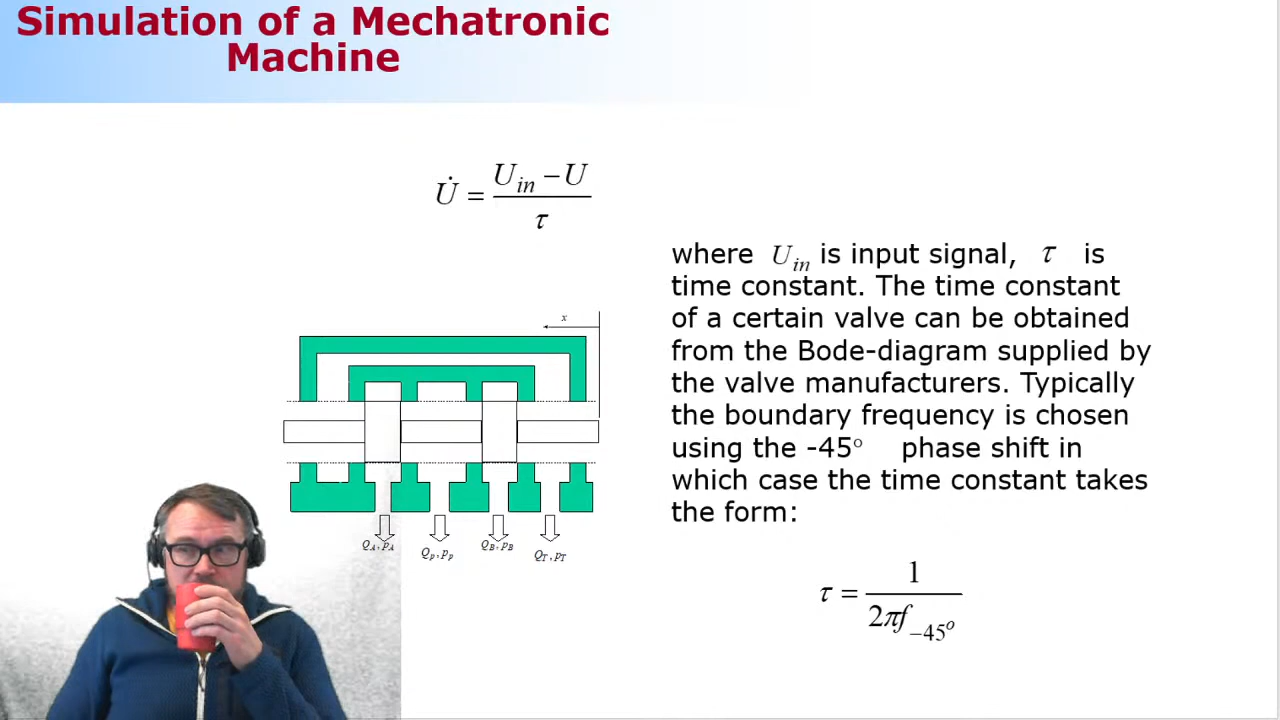 Simulation of a Mechatronic
Machine
U̇ = (U_in − U) / τ
where U_in is input signal, τ is
time constant. The time constant
of a certain valve can be obtained
from the Bode-diagram supplied by
the valve manufacturers. Typically
the boundary frequency is chosen
using the -45° phase shift in
which case the time constant takes
the form:
x
Q_A, p_A
Q_p, p_p
Q_B, p_B
Q_T, p_T
τ = 1 / (2πf_−45°)